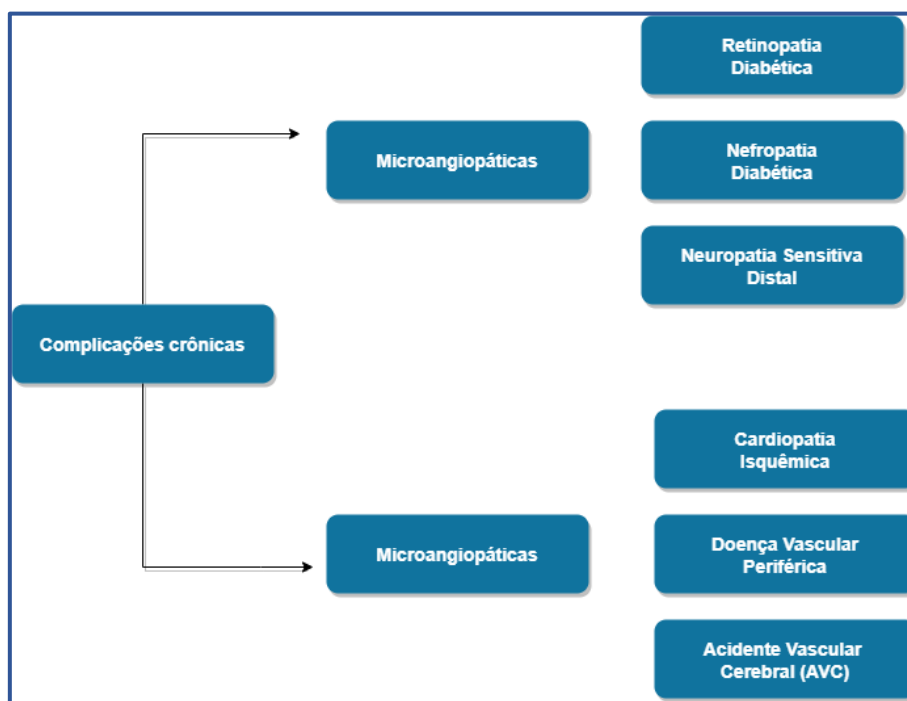 Retinopatia
Diabética
Microangiopáticas
Nefropatia
Diabética
Neuropatia Sensitiva
Distal
Complicações crônicas
Cardiopatia
Isquêmica
Microangiopáticas
Doença Vascular
Periférica
Acidente Vascular
Cerebral (AVC)